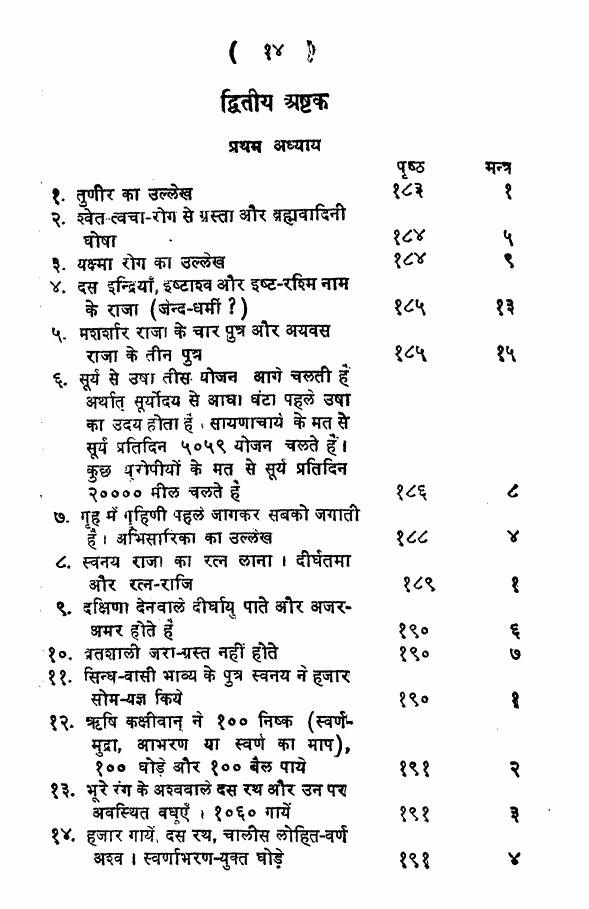 ( १४ )
द्वितीय अष्टक
प्रथम अध्याय
पृष्ठ मन्त्र
१. तुणीर का उल्लेख १८३ १
२. श्वेत-त्वचा-रोग से ग्रस्ता और ब्रह्मवादिनी
घोषा १८४ ५
३. यक्ष्मा रोग का उल्लेख १८४ ९
४. दस इन्द्रियाँ, इष्टाश्व और इष्ट-रश्मि नाम
के राजा (जेन्द-धर्मी ?) १८५ १३
५. मशर्शार राजा के चार पुत्र और अयवस
राजा के तीन पुत्र १८५ १५
६. सूर्य से उषा तीस योजन आगे चलती हैं
अर्थात् सूर्योदय से आधा घंटा पहले उषा
का उदय होता है । सायणाचार्य के मत से
सूर्य प्रतिदिन ५०५९ योजन चलते हैं।
कुछ यूरोपीयों के मत से सूर्य प्रतिदिन
२०००० मील चलते हैं १८६ ८
७. गृह में गृहिणी पहले जागकर सबको जगाती
है। अभिसारिका का उल्लेख १८८ ४
८. स्वनय राजा का रत्न लाना । दीर्घतमा
और रत्न-राजि १८९ १
९. दक्षिणा देनवाले दीर्घायु पाते और अजर-
अमर होते हैं १९० ६
१०. व्रतशाली जरा-ग्रस्त नहीं होते १९० ७
११. सिन्ध-वासी भाव्य के पुत्र स्वनय ने हजार
सोम-यज्ञ किये १९० १
१२. ऋषि कक्षीवान् ने १०० निष्क (स्वर्ण-
मुद्रा, आभरण या स्वर्ण का माप),
१०० घोड़े और १०० बैल पाये १९१ २
१३. भूरे रंग के अश्ववाले दस रथ और उन पर
अवस्थित वधूएँ । १०६० गायें १९१ ३
१४. हजार गायें, दस रथ, चालीस लोहित-वर्ण
अश्व । स्वर्णाभरण-युक्त घोड़े १९१ ४